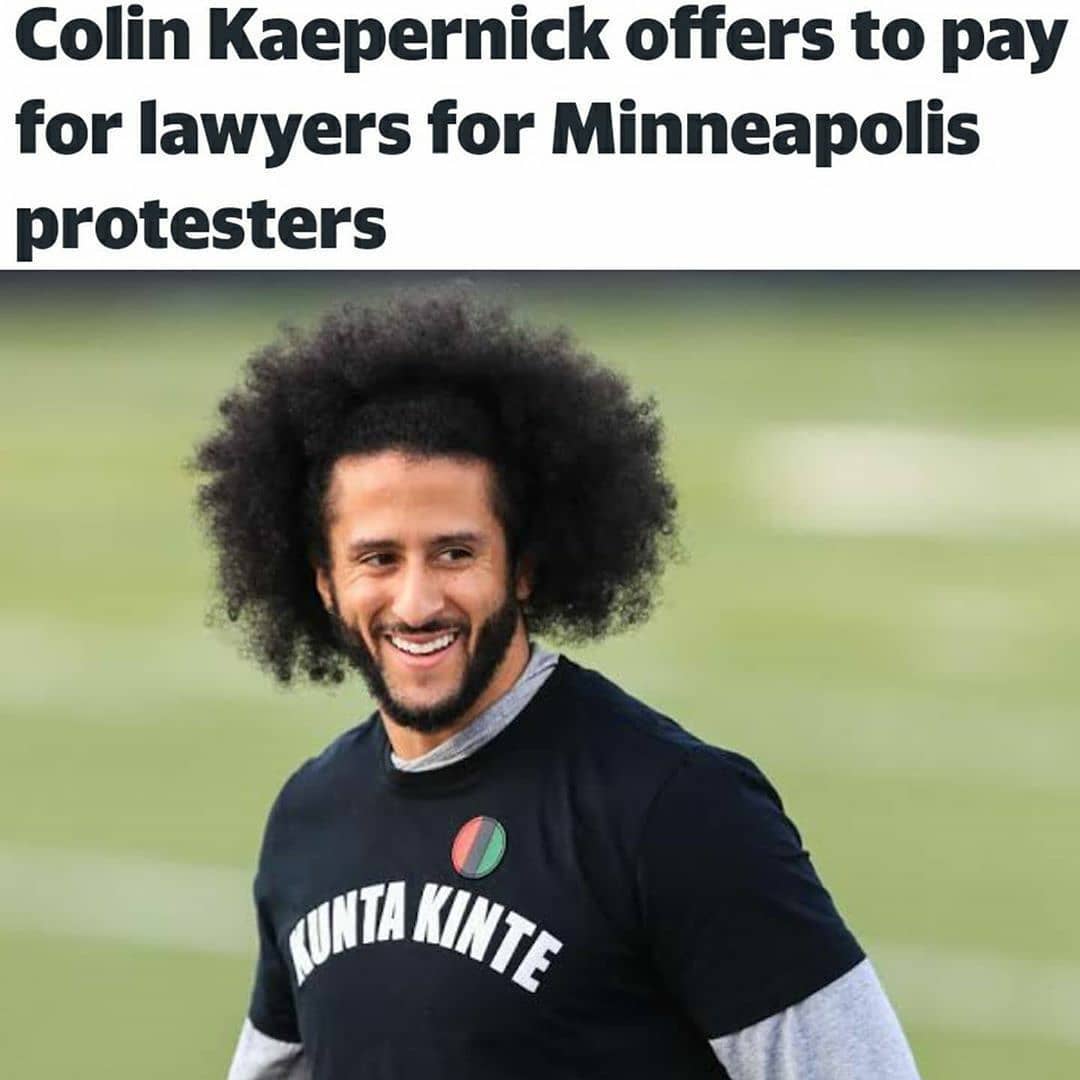 Colin Kaepernick offers to pay
for lawyers for Minneapolis
protesters
KUNTA KINTE